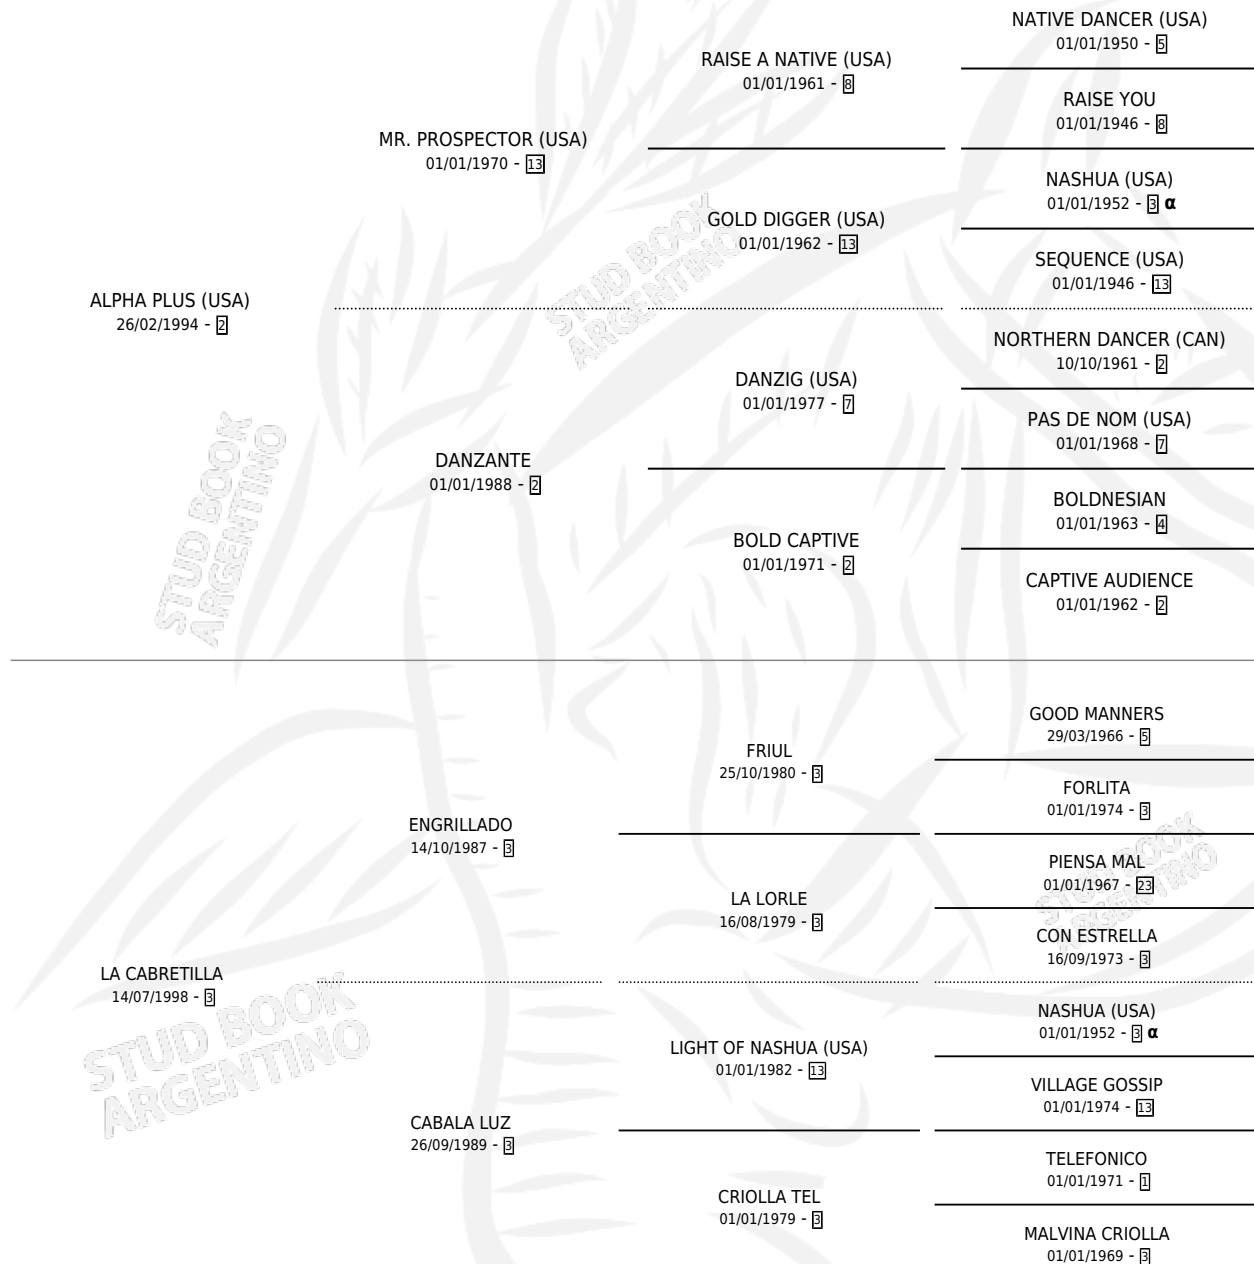 NATIVE DANCER (USA)
01/01/1950 - 5
RAISE A NATIVE (USA)
01/01/1961 - 8
RAISE YOU
01/01/1946 - 8
MR. PROSPECTOR (USA)
01/01/1970 - 13
NASHUA (USA)
01/01/1952 - 3 α
GOLD DIGGER (USA)
01/01/1962 - 13
SEQUENCE (USA)
01/01/1946 - 13
ALPHA PLUS (USA)
26/02/1994 - 2
NORTHERN DANCER (CAN)
10/10/1961 - 2
DANZIG (USA)
01/01/1977 - 7
PAS DE NOM (USA)
01/01/1968 - 7
DANZANTE
01/01/1988 - 2
BOLDNESIAN
01/01/1963 - 4
BOLD CAPTIVE
01/01/1971 - 2
CAPTIVE AUDIENCE
01/01/1962 - 2
GOOD MANNERS
29/03/1966 - 5
FRIUL
25/10/1980 - 3
FORLITA
01/01/1974 - 3
ENGRILLADO
14/10/1987 - 3
PIENSA MAL
01/01/1967 - 23
LA LORLE
16/08/1979 - 3
CON ESTRELLA
16/09/1973 - 3
LA CABRETILLA
14/07/1998 - 3
NASHUA (USA)
01/01/1952 - 3 α
LIGHT OF NASHUA (USA)
01/01/1982 - 13
VILLAGE GOSSIP
01/01/1974 - 13
CABALA LUZ
26/09/1989 - 3
TELEFONICO
01/01/1971 - 1
CRIOLLA TEL
01/01/1979 - 3
MALVINA CRIOLLA
01/01/1969 - 3
STUD BOOK
ARGENTINO
STUD BOOK
ARGENTINO
STUD BOOK
ARGENTINO
STUD BOOK
ARGENTINO